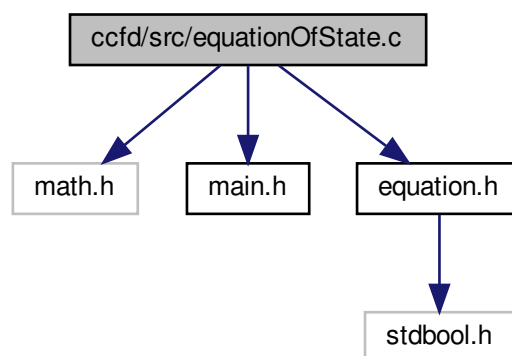 ccfd/src/equationOfState.c
math.h
main.h
equation.h
stdbool.h